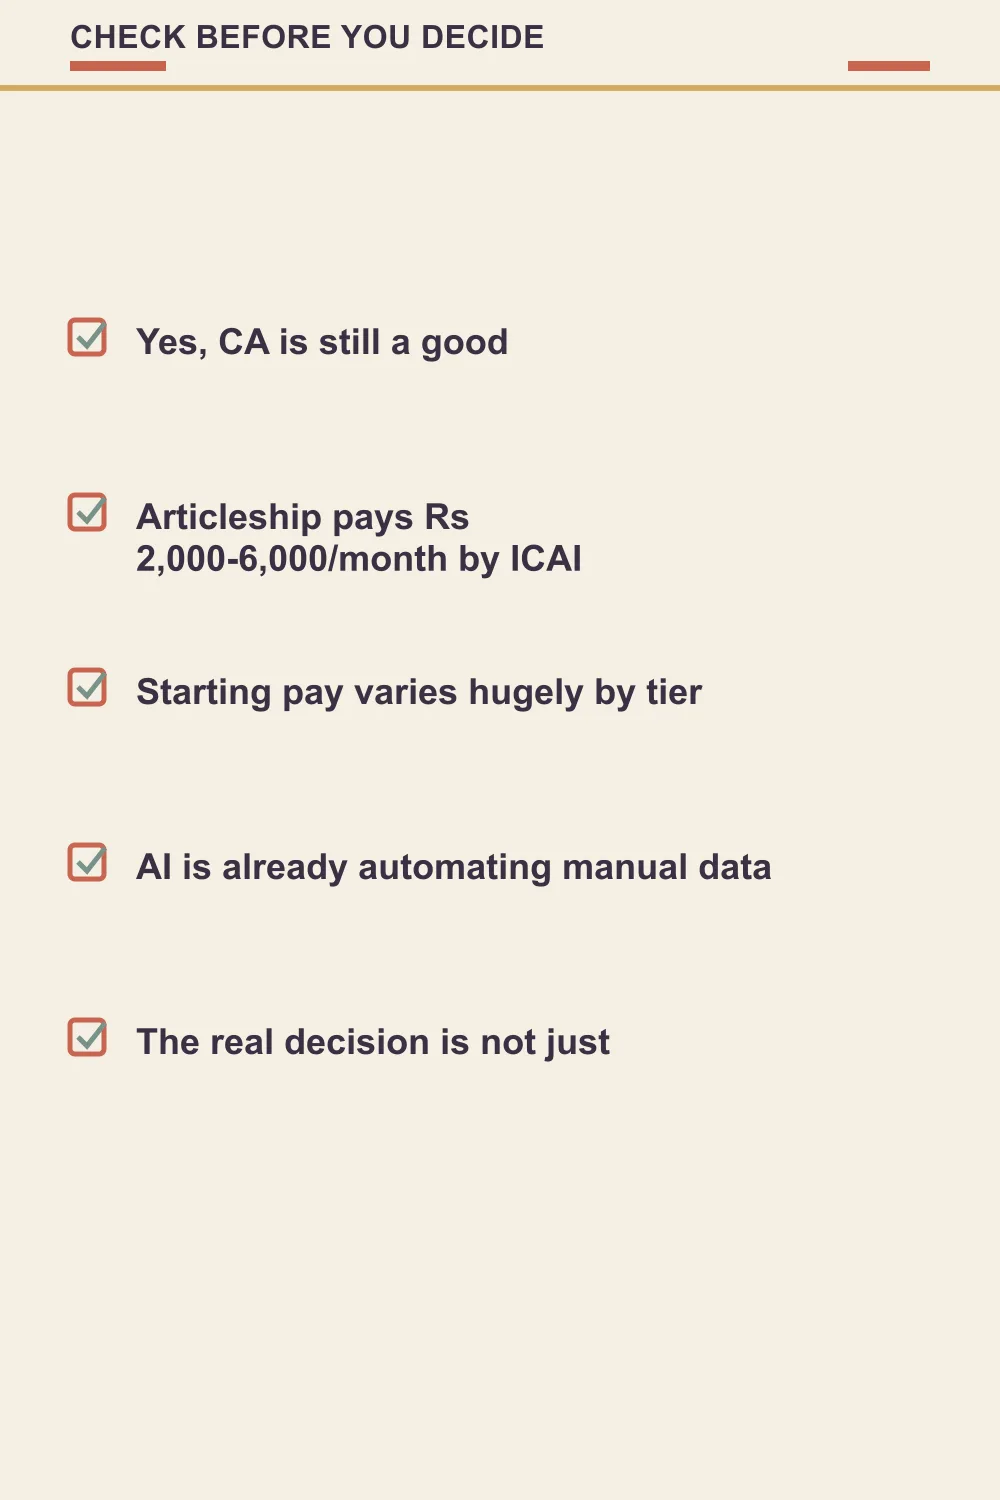 CHECK BEFORE YOU DECIDE
Yes, CA is still a good
Articleship pays Rs
2,000-6,000/month by ICAI
Starting pay varies hugely by tier
AI is already automating manual data
The real decision is not just